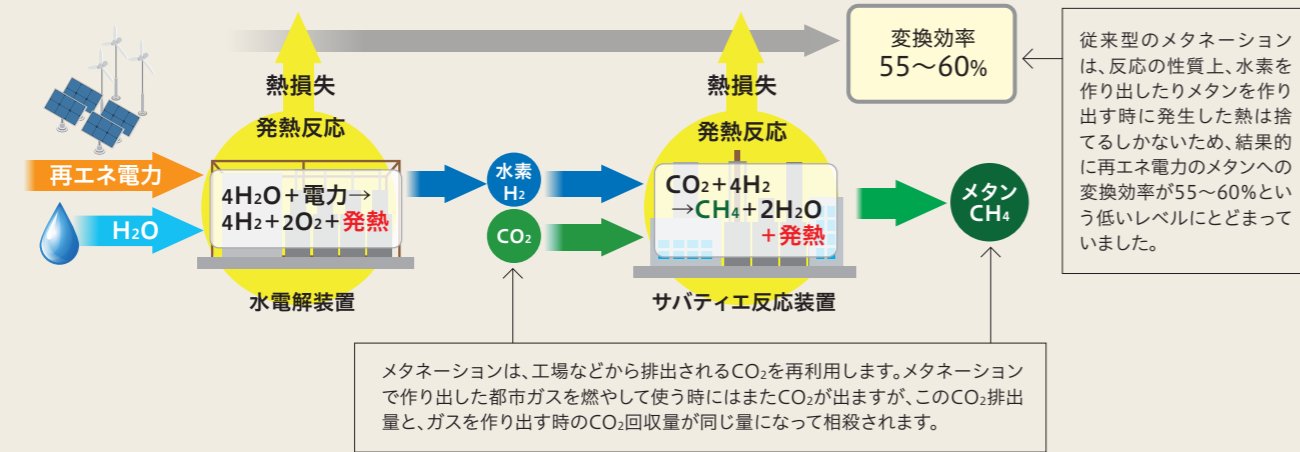 熱損失
発熱反応
再エネ電力
H₂O
4H₂O+電力→
4H₂+2O₂+発熱
水電解装置
水素
H₂
CO₂
熱損失
発熱反応
CO₂+4H₂
→CH₄+2H₂O
+発熱
サバティエ反応装置
メタン
CH₄
変換効率
55〜60%
従来型のメタネーション
は、反応の性質上、水素を
作り出したりメタンを作り
出す時に発生した熱は捨
てるしかないため、結果的
に再エネ電力のメタンへの
変換効率が55〜60%とい
う低いレベルにとどまって
いました。
メタネーションは、工場などから排出されるCO₂を再利用します。メタネーション
で作り出した都市ガスを燃やして使う時にはまたCO₂が出ますが、このCO₂排出
量と、ガスを作り出す時のCO₂回収量が同じ量になって相殺されます。